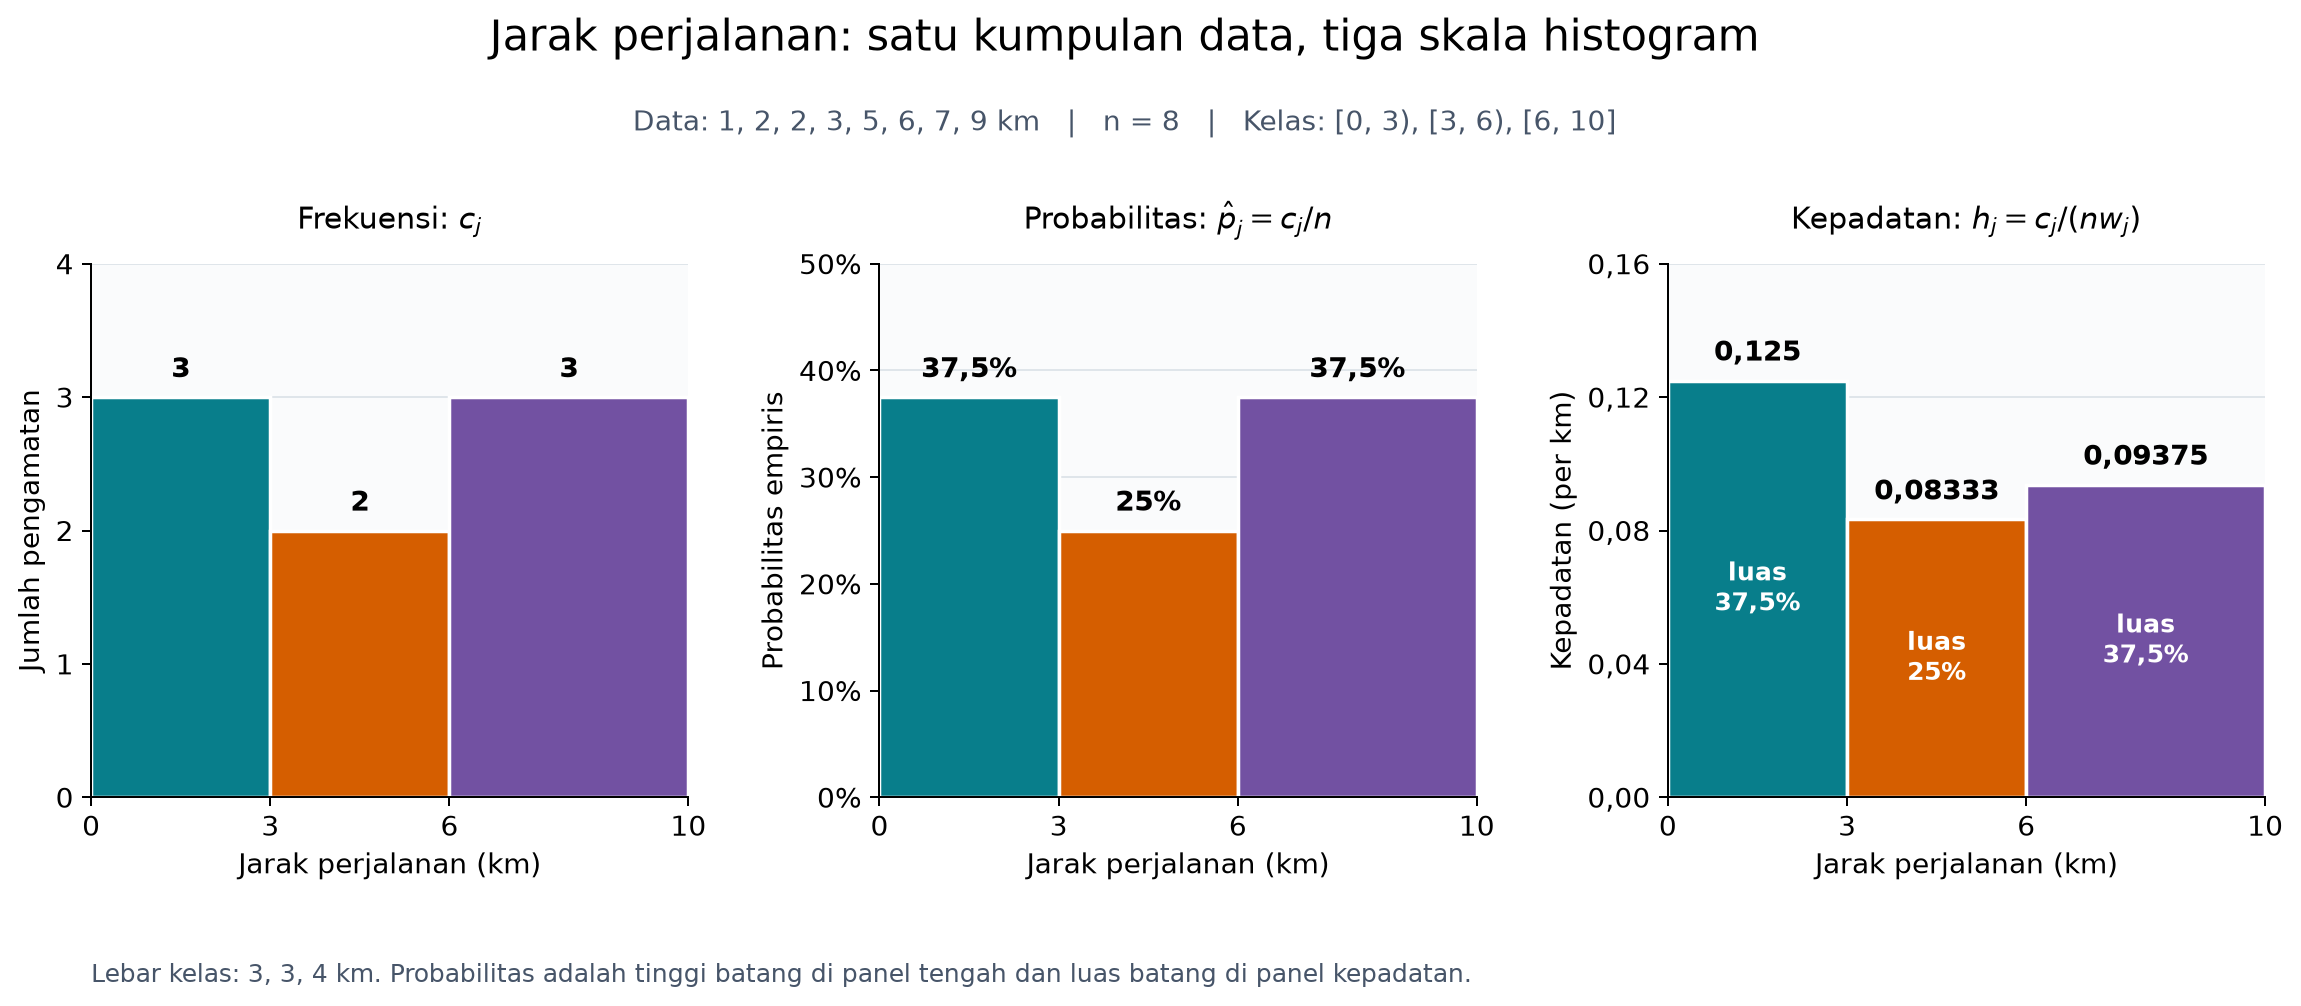 Jarak perjalanan: satu kumpulan data, tiga skala histogram
Data: 1, 2, 2, 3, 5, 6, 7, 9 km | n = 8 | Kelas: [0, 3), [3, 6), [6, 10]
Frekuensi: c_j
4
3
2
1
0
Jumlah pengamatan
3
2
3
0 3 6 10
Jarak perjalanan (km)
Probabilitas: p̂_j = c_j/n
50%
40%
30%
20%
10%
0%
Probabilitas empiris
37,5%
25%
37,5%
0 3 6 10
Jarak perjalanan (km)
Kepadatan: h_j = c_j/(nw_j)
0,16
0,12
0,08
0,04
0,00
Kepadatan (per km)
0,125
0,08333
0,09375
luas
37,5%
luas
25%
luas
37,5%
0 3 6 10
Jarak perjalanan (km)
Lebar kelas: 3, 3, 4 km. Probabilitas adalah tinggi batang di panel tengah dan luas batang di panel kepadatan.